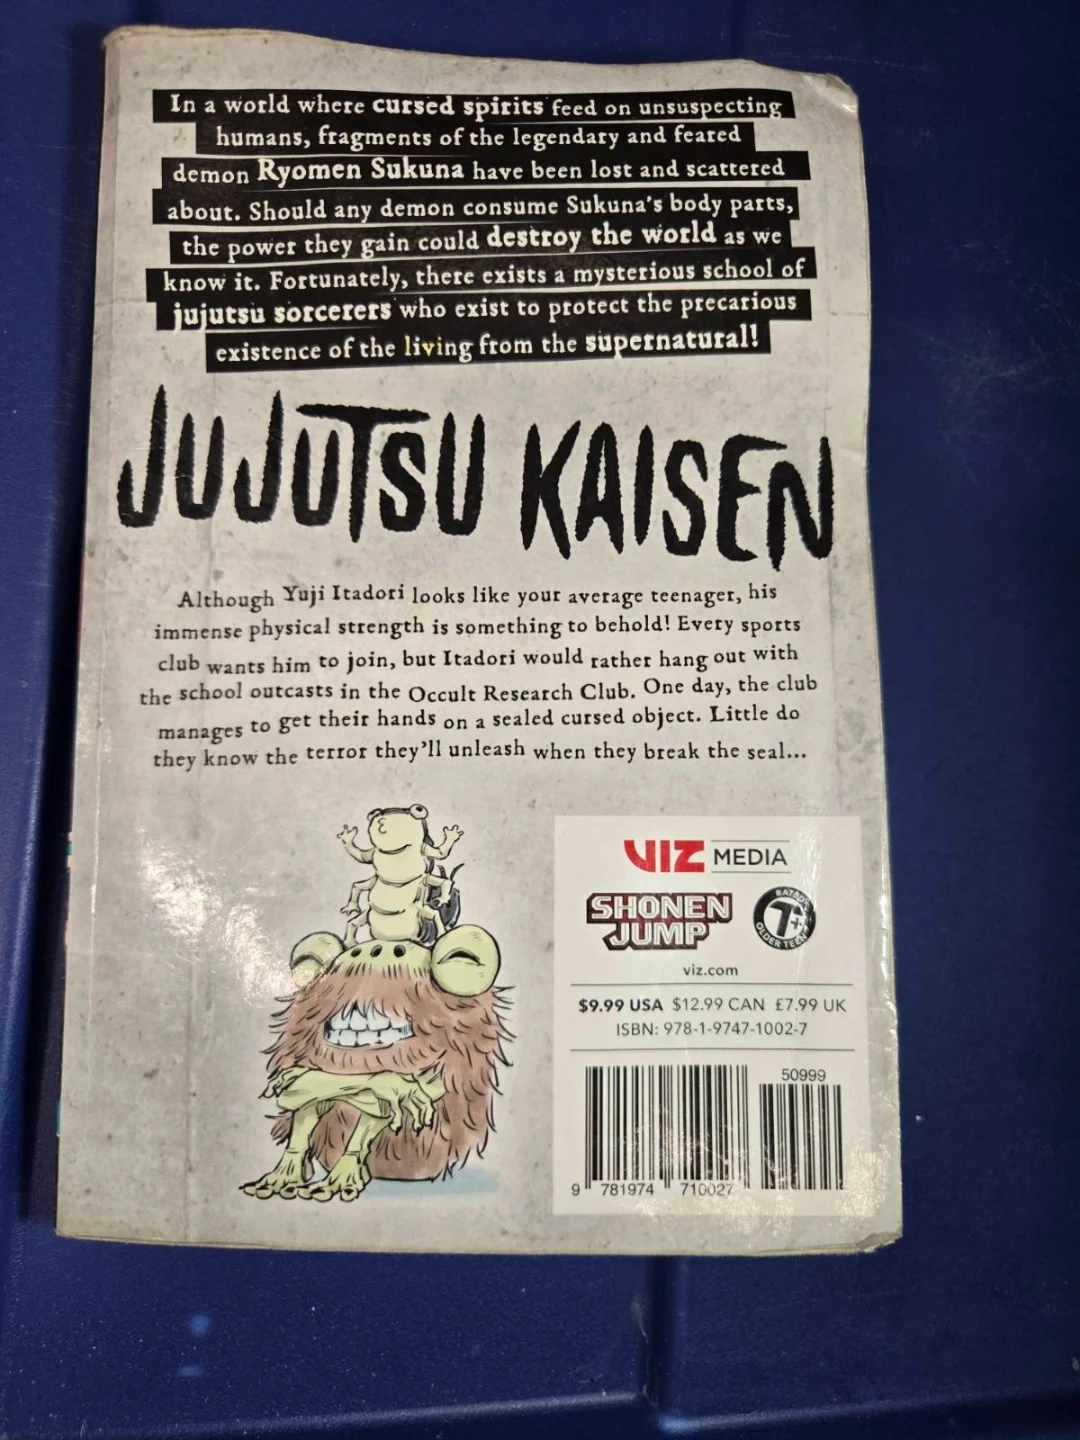 In a world where cursed spirits feed on unsuspecting
humans, fragments of the legendary and feared
demon Ryomen Sukuna have been lost and scattered
about. Should any demon consume Sukuna's body parts,
the power they gain could destroy the world as we
know it. Fortunately, there exists a mysterious school of
jujutsu sorcerers who exist to protect the precarious
existence of the living from the supernatural!
JUJUTSU KAISEN
Although Yuji Itadori looks like your average teenager, his
immense physical strength is something to behold! Every sports
club wants him to join, but Itadori would rather hang out with
the school outcasts in the Occult Research Club. One day, the club
manages to get their hands on a sealed cursed object. Little do
they know the terror they'll unleash when they break the seal...
VIZ MEDIA
SHONEN
JUMP
RATED
T+
OLDER TEEN
viz.com
$9.99 USA $12.99 CAN £7.99 UK
ISBN: 978-1-9747-1002-7
50999
9 781974 710027